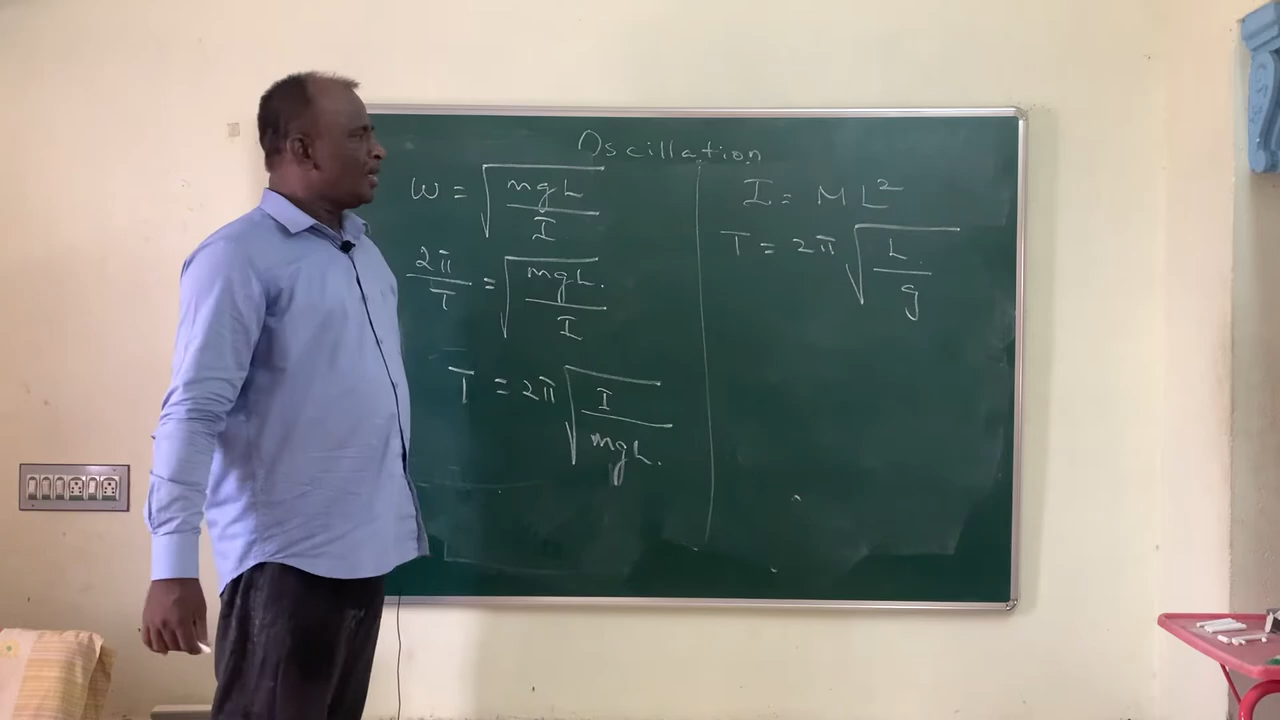 Oscillation
ω = √(mgL / I)
2π / T = √(mgL. / I)
T = 2π √(I / mgL.)
I = ML²
T = 2π √(L / g)